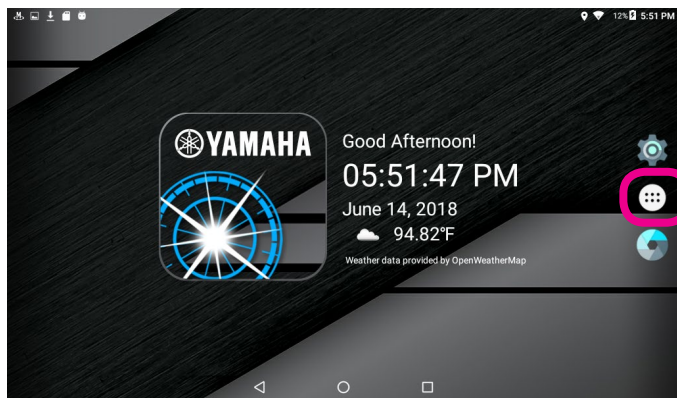 12% 5:51 PM
YAMAHA
Good Afternoon!
05:51:47 PM
June 14, 2018
94.82℉
Weather data provided by OpenWeatherMap